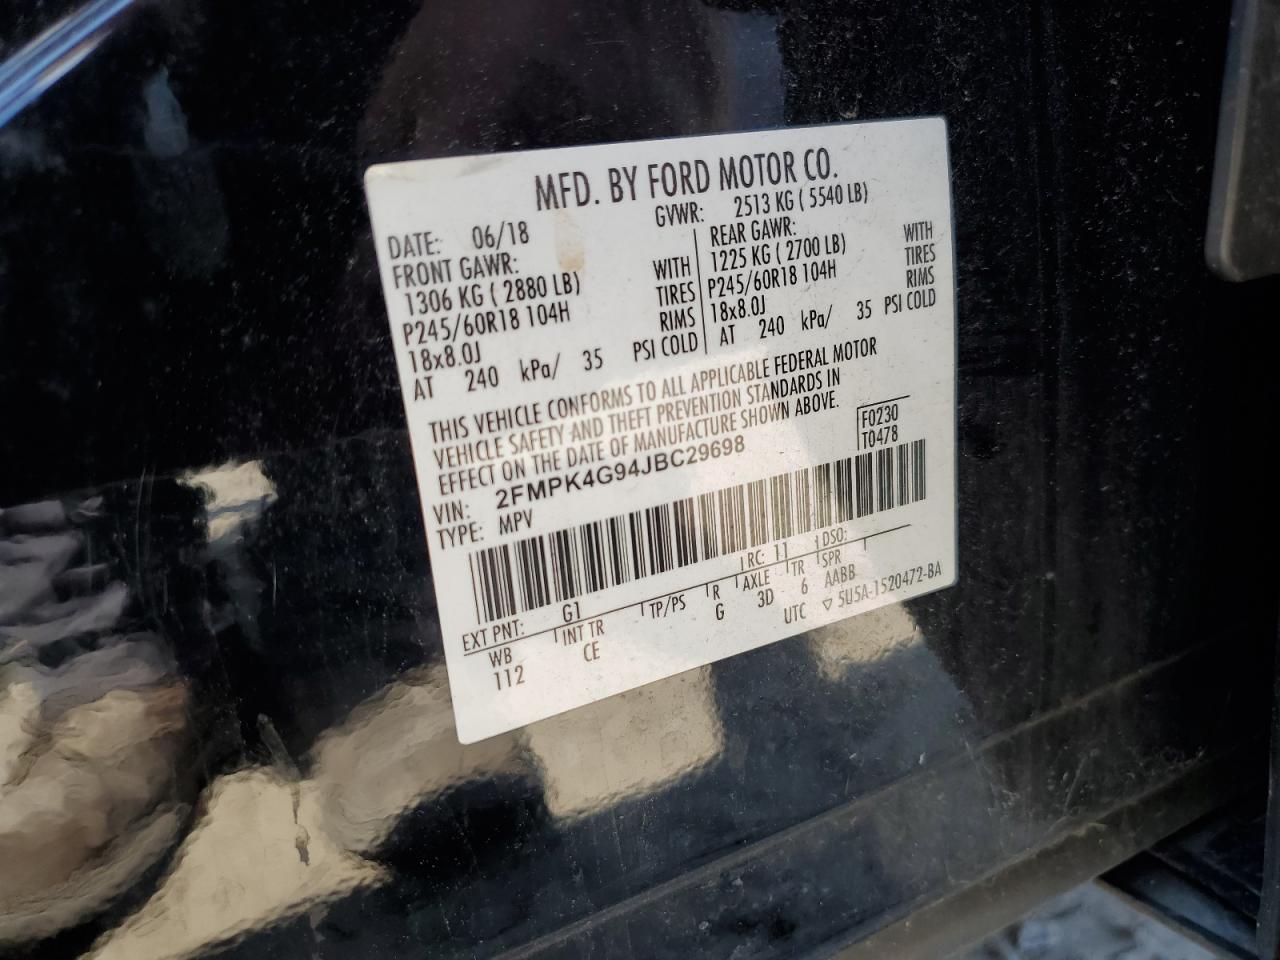 MFD. BY FORD MOTOR CO.
DATE: 06/18 GVWR: 2513 KG ( 5540 LB)
FRONT GAWR: REAR GAWR:
1306 KG ( 2880 LB) WITH 1225 KG ( 2700 LB) WITH
P245/60R18 104H TIRES P245/60R18 104H TIRES
18x8.0J RIMS 18x8.0J RIMS
AT 240 kPa/ 35 PSI COLD AT 240 kPa/ 35 PSI COLD
THIS VEHICLE CONFORMS TO ALL APPLICABLE FEDERAL MOTOR
VEHICLE SAFETY AND THEFT PREVENTION STANDARDS IN
EFFECT ON THE DATE OF MANUFACTURE SHOWN ABOVE.
VIN: 2FMPK4G94JBC29698 F0230
TYPE: MPV T0478
EXT PNT: G1 RC: 11 DSO:
WB INT TR TP/PS R AXLE TR SPR
112 CE G 3D 6 AABB
UTC ▽ 5U5A-1520472-BA